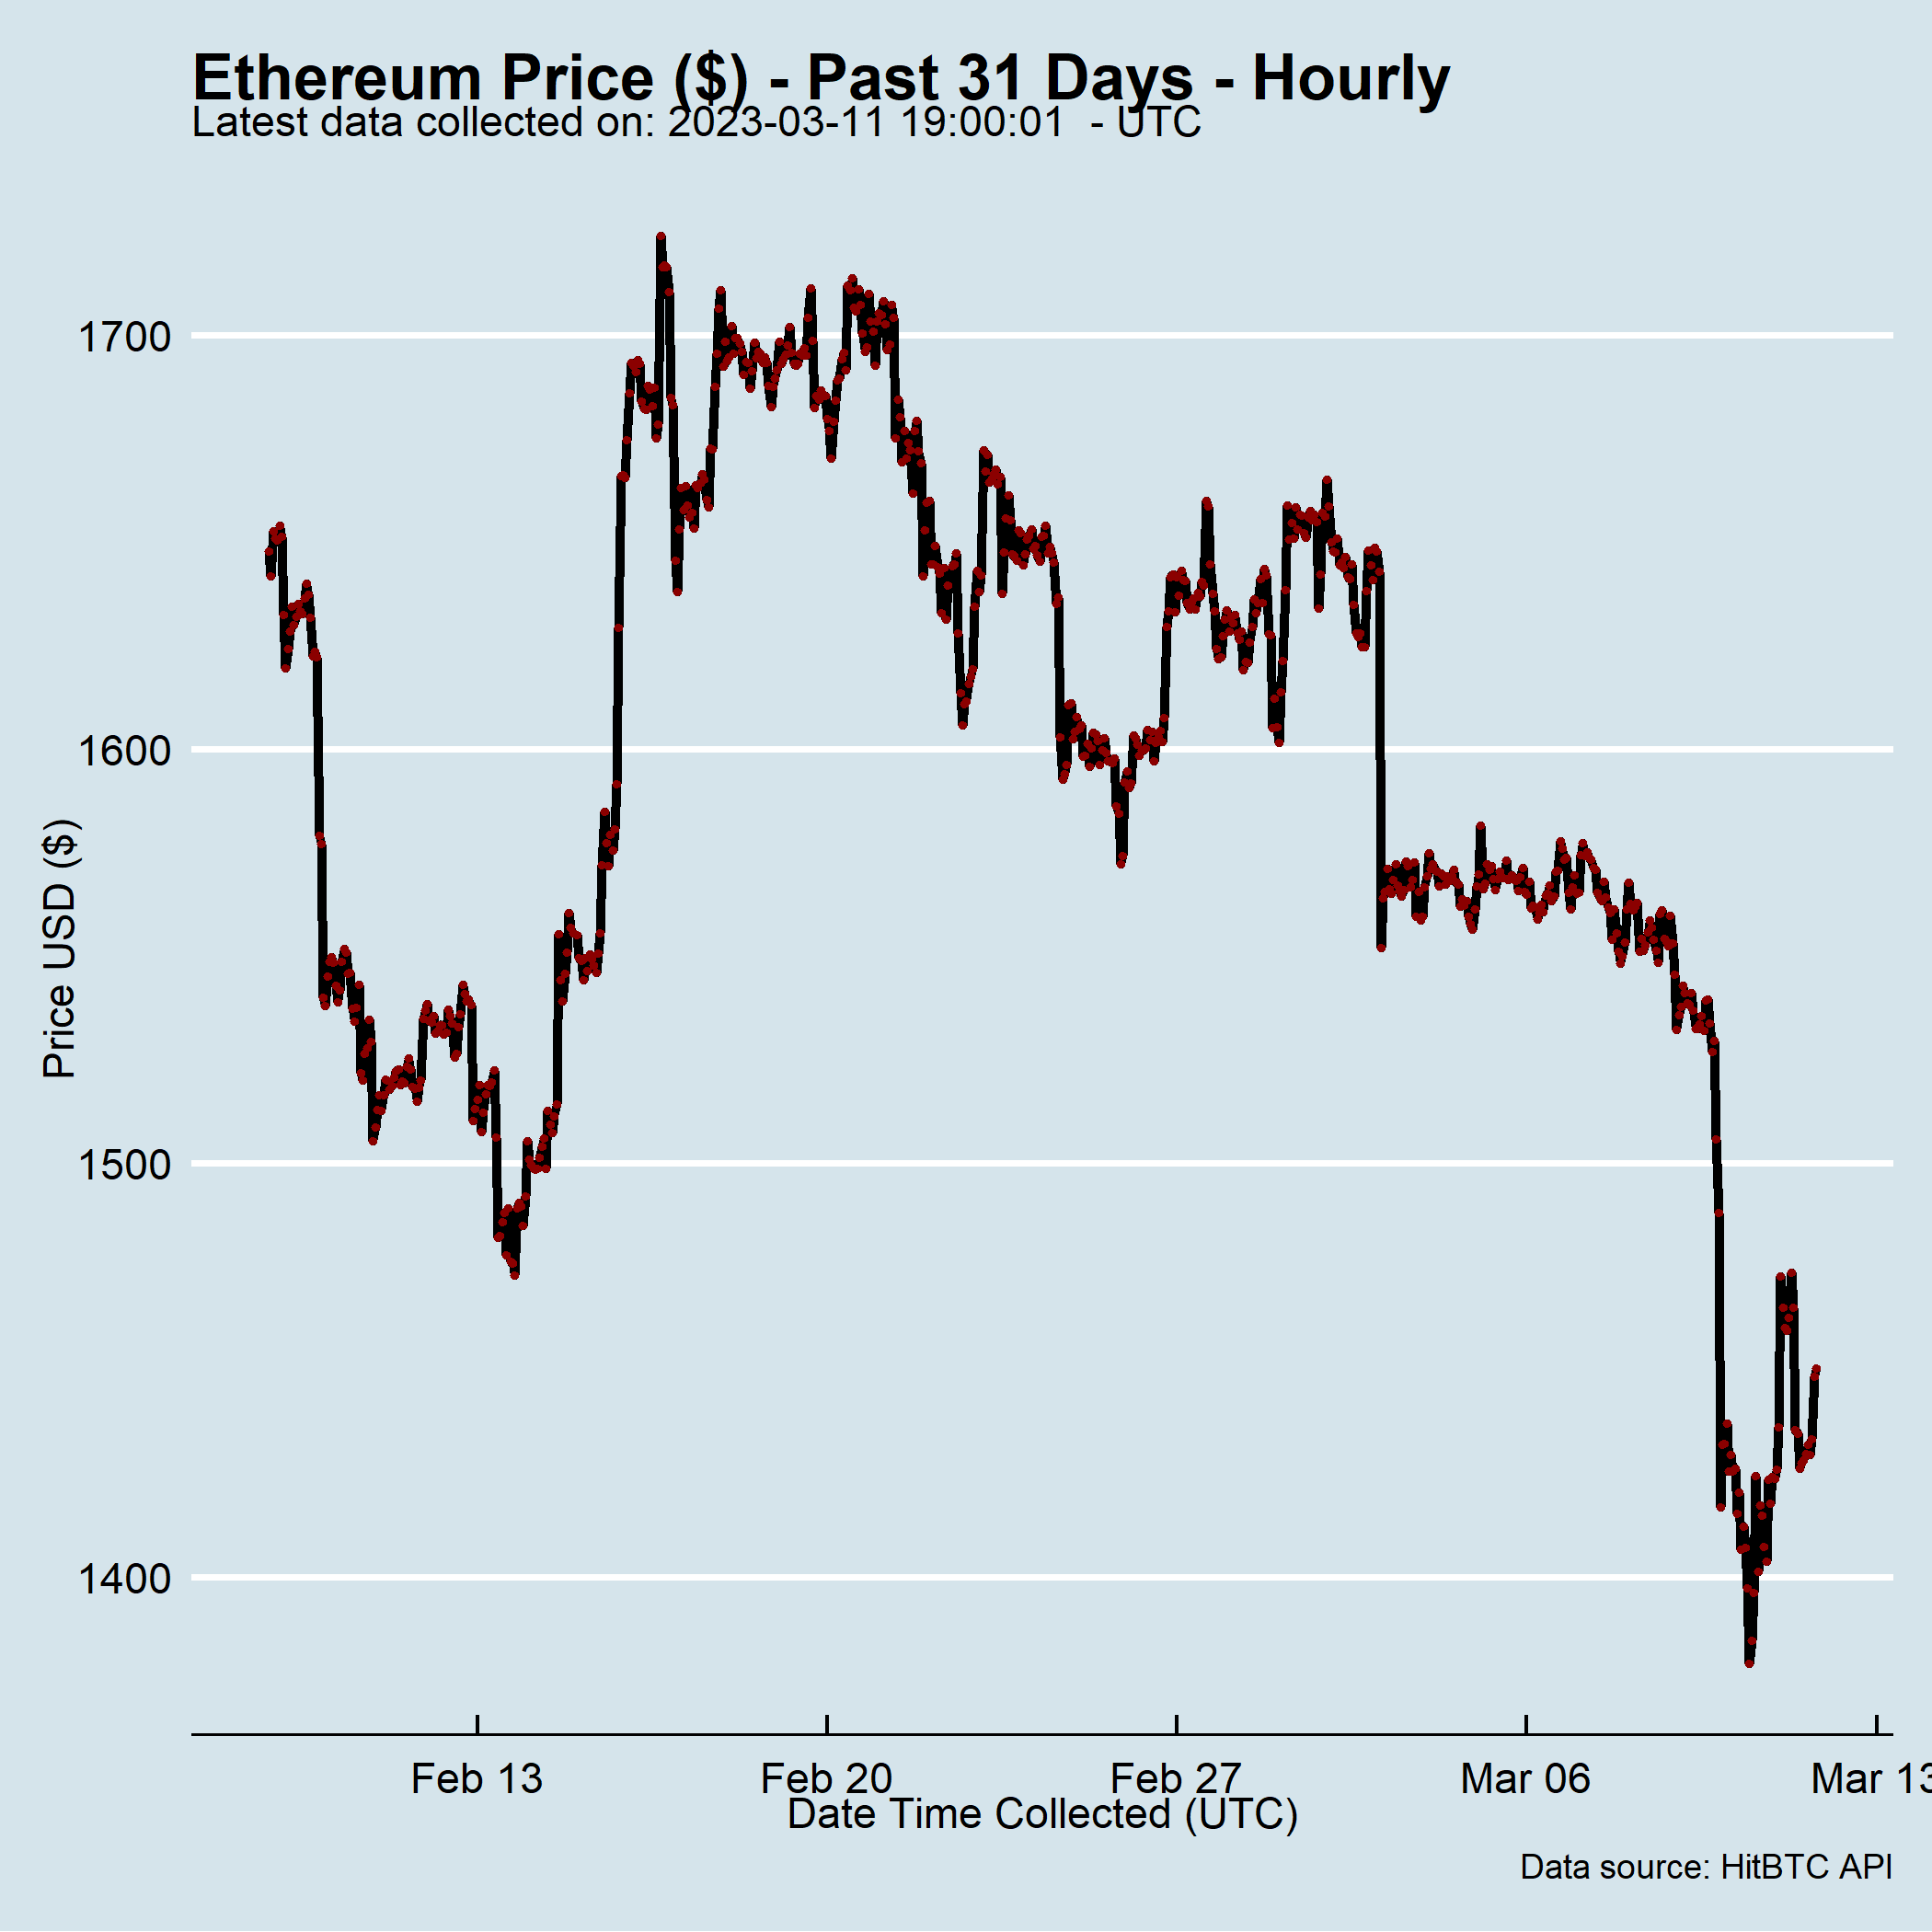 Ethereum Price ($) - Past 31 Days - Hourly
Latest data collected on: 2023-03-11 19:00:01  - UTC
1700
1600
1500
1400
Price USD ($)
Feb 13
Feb 20
Feb 27
Mar 06
Mar 13
Date Time Collected (UTC)
Data source: HitBTC API